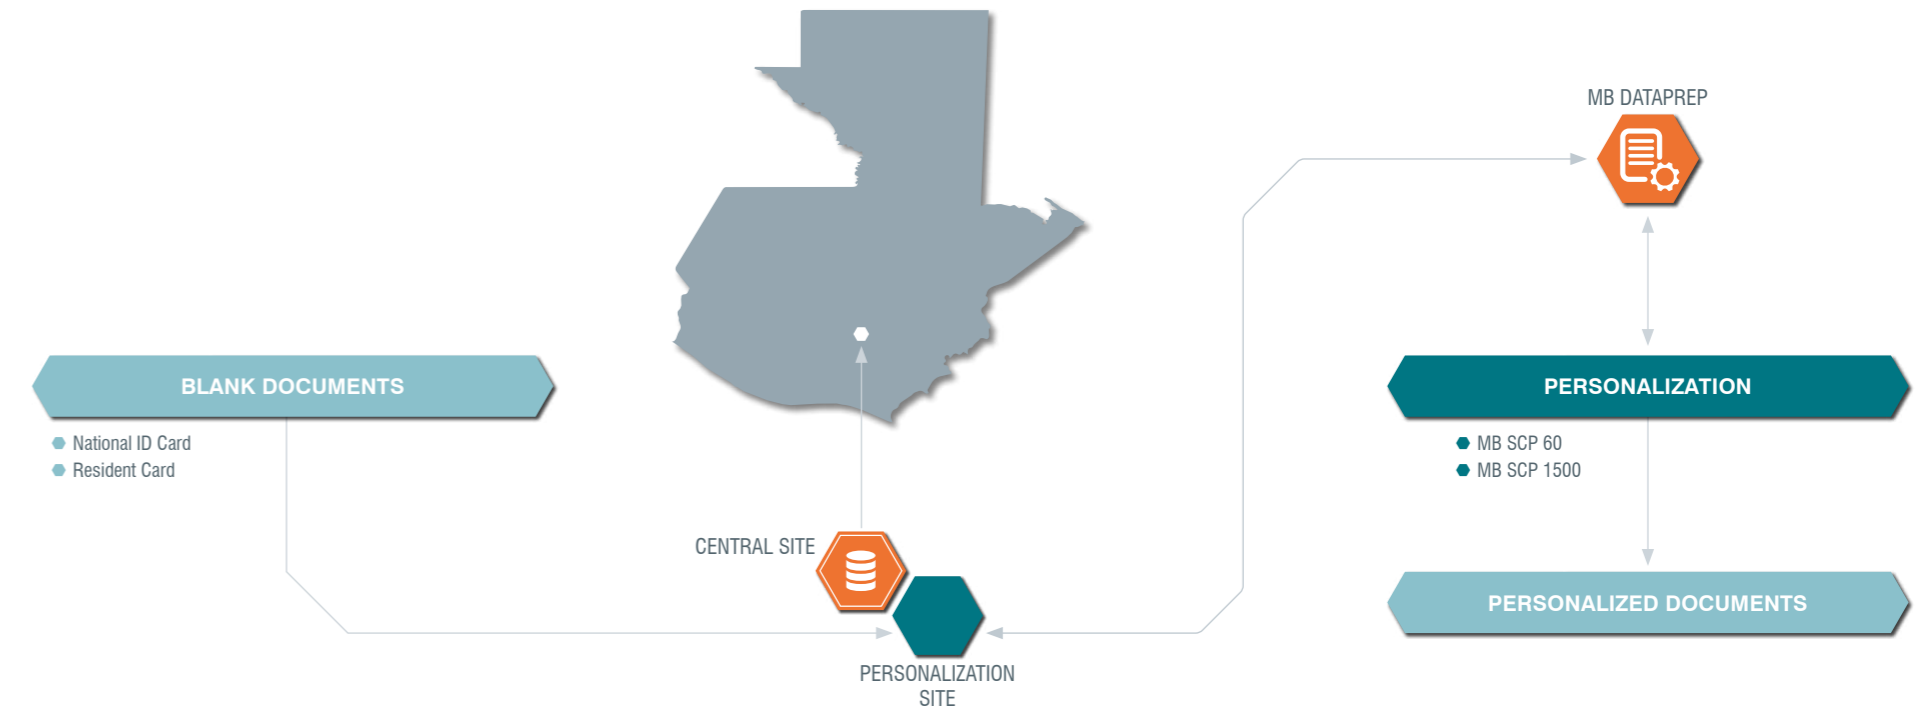 MB DATAPREP
BLANK DOCUMENTS
National ID Card
Resident Card
CENTRAL SITE
PERSONALIZATION
SITE
PERSONALIZATION
MB SCP 60
MB SCP 1500
PERSONALIZED DOCUMENTS